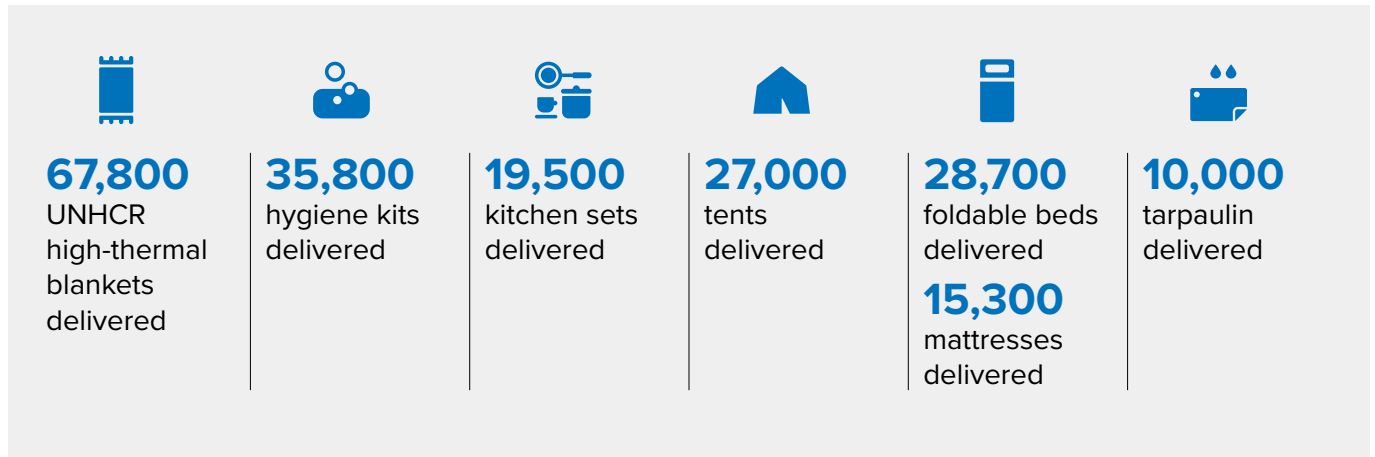 67,800
UNHCR
high-thermal
blankets
delivered
35,800
hygiene kits
delivered
19,500
kitchen sets
delivered
27,000
tents
delivered
28,700
foldable beds
delivered
15,300
mattresses
delivered
10,000
tarpaulin
delivered